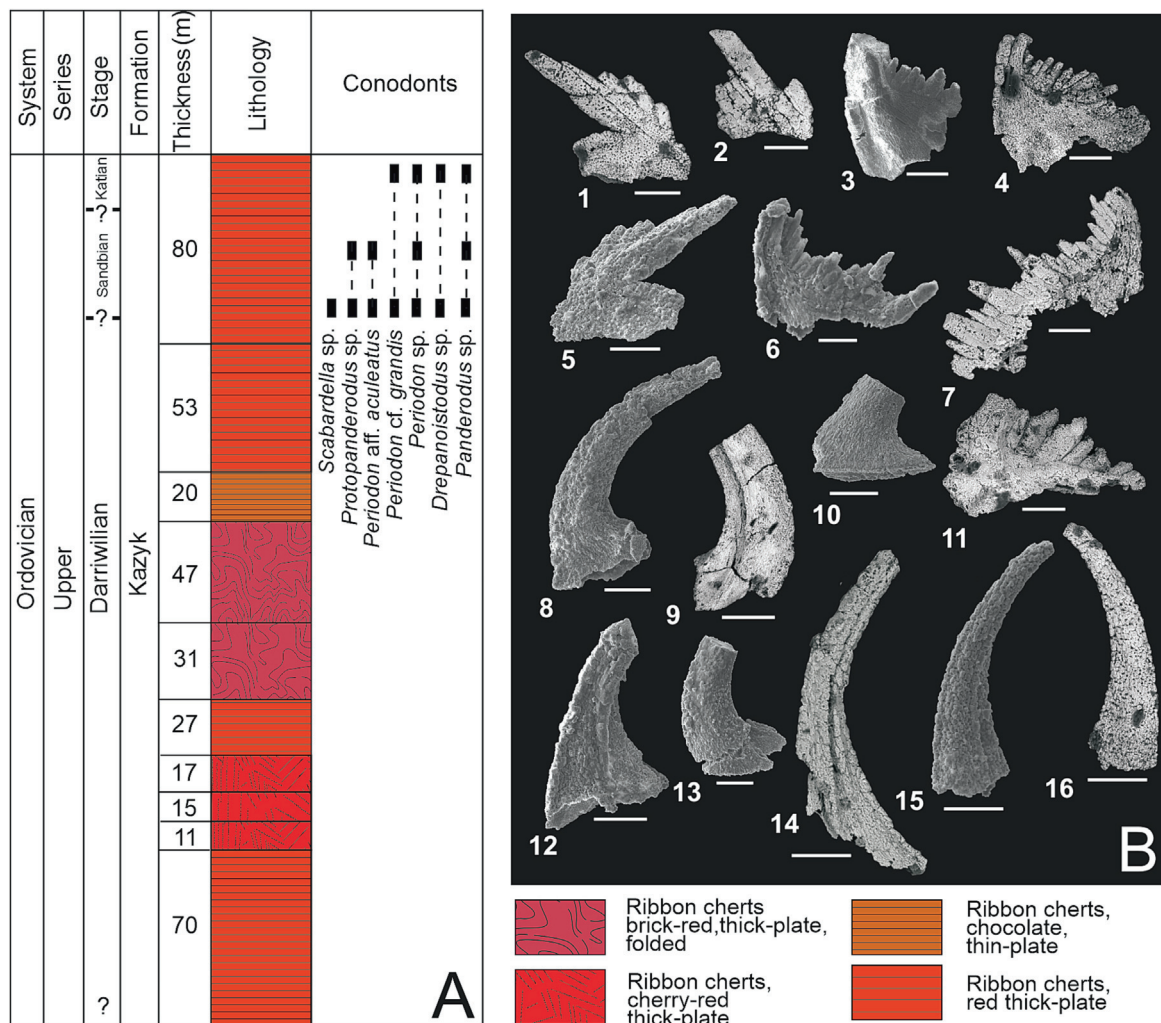 System
Series
Stage
Formation
Thickness (m)
Lithology
Conodonts
Ordovician
Upper
Darriwilian
Sandbian
Katian
?
?
?
Kazyk
80
53
20
47
31
27
17
15
11
70
Scabardella sp.
Protopanderodus sp.
Periodon aff. aculeatus
Periodon cf. grandis
Periodon sp.
Drepanoistodus sp.
Panderodus sp.
A
1
2
3
4
5
6
7
8
9
10
11
12
13
14
15
16
B
Ribbon cherts
brick-red,thick-plate,
folded
Ribbon cherts,
cherry-red
thick-plate
Ribbon cherts,
chocolate,
thin-plate
Ribbon cherts,
red thick-plate